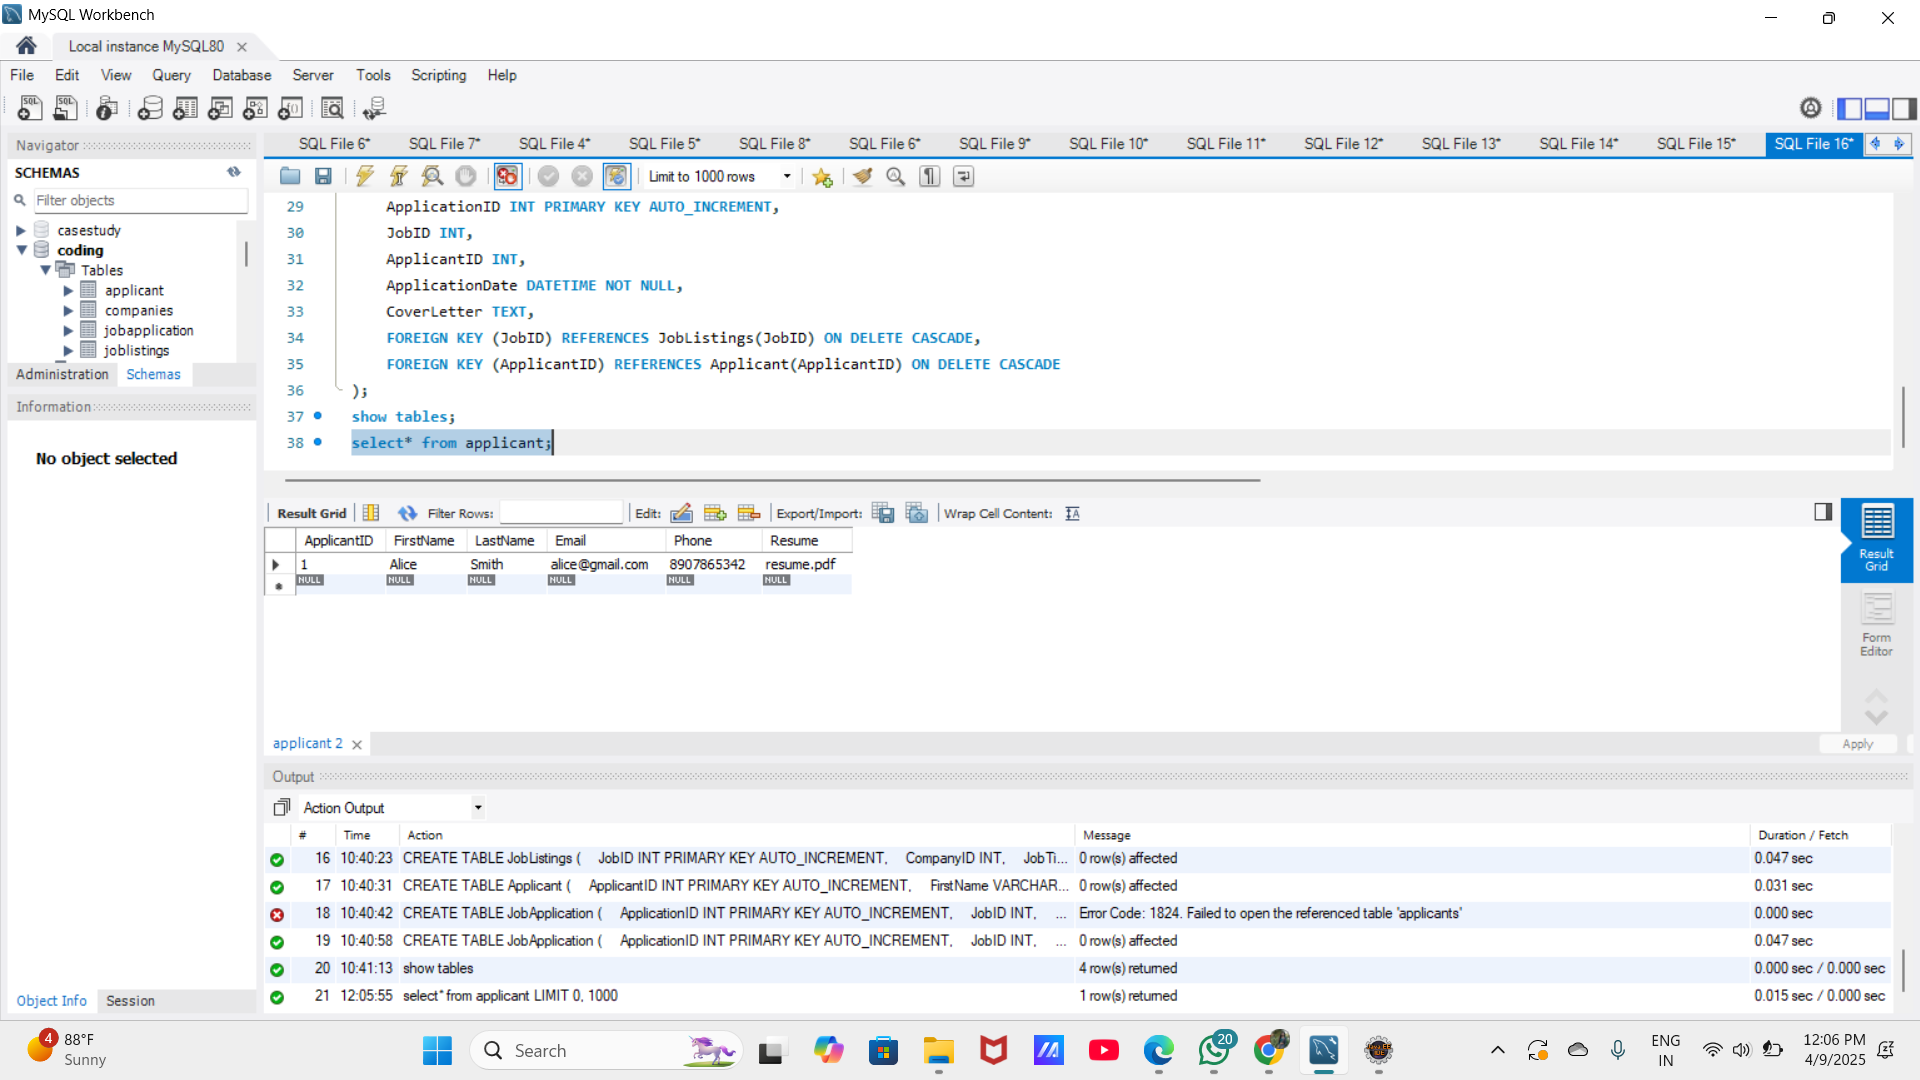 MySQL Workbench
Local instance MySQL80
File Edit View Query Database Server Tools Scripting Help
Navigator
SQL File 6* SQL File 7* SQL File 4* SQL File 5* SQL File 8* SQL File 6* SQL File 9* SQL File 10* SQL File 11* SQL File 12* SQL File 13* SQL File 14* SQL File 15* SQL File 16*
SCHEMAS
Limit to 1000 rows
Filter objects
casestudy
coding
Tables
applicant
companies
jobapplication
joblistings
Administration Schemas
Information
No object selected
29 ApplicationID INT PRIMARY KEY AUTO_INCREMENT,
30 JobID INT,
31 ApplicantID INT,
32 ApplicationDate DATETIME NOT NULL,
33 CoverLetter TEXT,
34 FOREIGN KEY (JobID) REFERENCES JobListings(JobID) ON DELETE CASCADE,
35 FOREIGN KEY (ApplicantID) REFERENCES Applicant(ApplicantID) ON DELETE CASCADE
36 );
37 show tables;
38 select* from applicant;
Result Grid Filter Rows: Edit: Export/Import: Wrap Cell Content:
ApplicantID FirstName LastName Email Phone Resume
1 Alice Smith alice@gmail.com 8907865342 resume.pdf
NULL NULL NULL NULL NULL NULL
Result
Grid
Form
Editor
applicant 2
Apply
Output
Action Output
# Time Action Message Duration / Fetch
16 10:40:23 CREATE TABLE JobListings ( JobID INT PRIMARY KEY AUTO_INCREMENT, CompanyID INT, JobTi... 0 row(s) affected 0.047 sec
17 10:40:31 CREATE TABLE Applicant ( ApplicantID INT PRIMARY KEY AUTO_INCREMENT, FirstName VARCHAR... 0 row(s) affected 0.031 sec
18 10:40:42 CREATE TABLE JobApplication ( ApplicationID INT PRIMARY KEY AUTO_INCREMENT, JobID INT, ... Error Code: 1824. Failed to open the referenced table 'applicants' 0.000 sec
19 10:40:58 CREATE TABLE JobApplication ( ApplicationID INT PRIMARY KEY AUTO_INCREMENT, JobID INT, ... 0 row(s) affected 0.047 sec
20 10:41:13 show tables 4 row(s) returned 0.000 sec / 0.000 sec
21 12:05:55 select* from applicant LIMIT 0, 1000 1 row(s) returned 0.015 sec / 0.000 sec
Object Info Session
4
88°F
Sunny
Search
20
ENG
IN
12:06 PM
4/9/2025